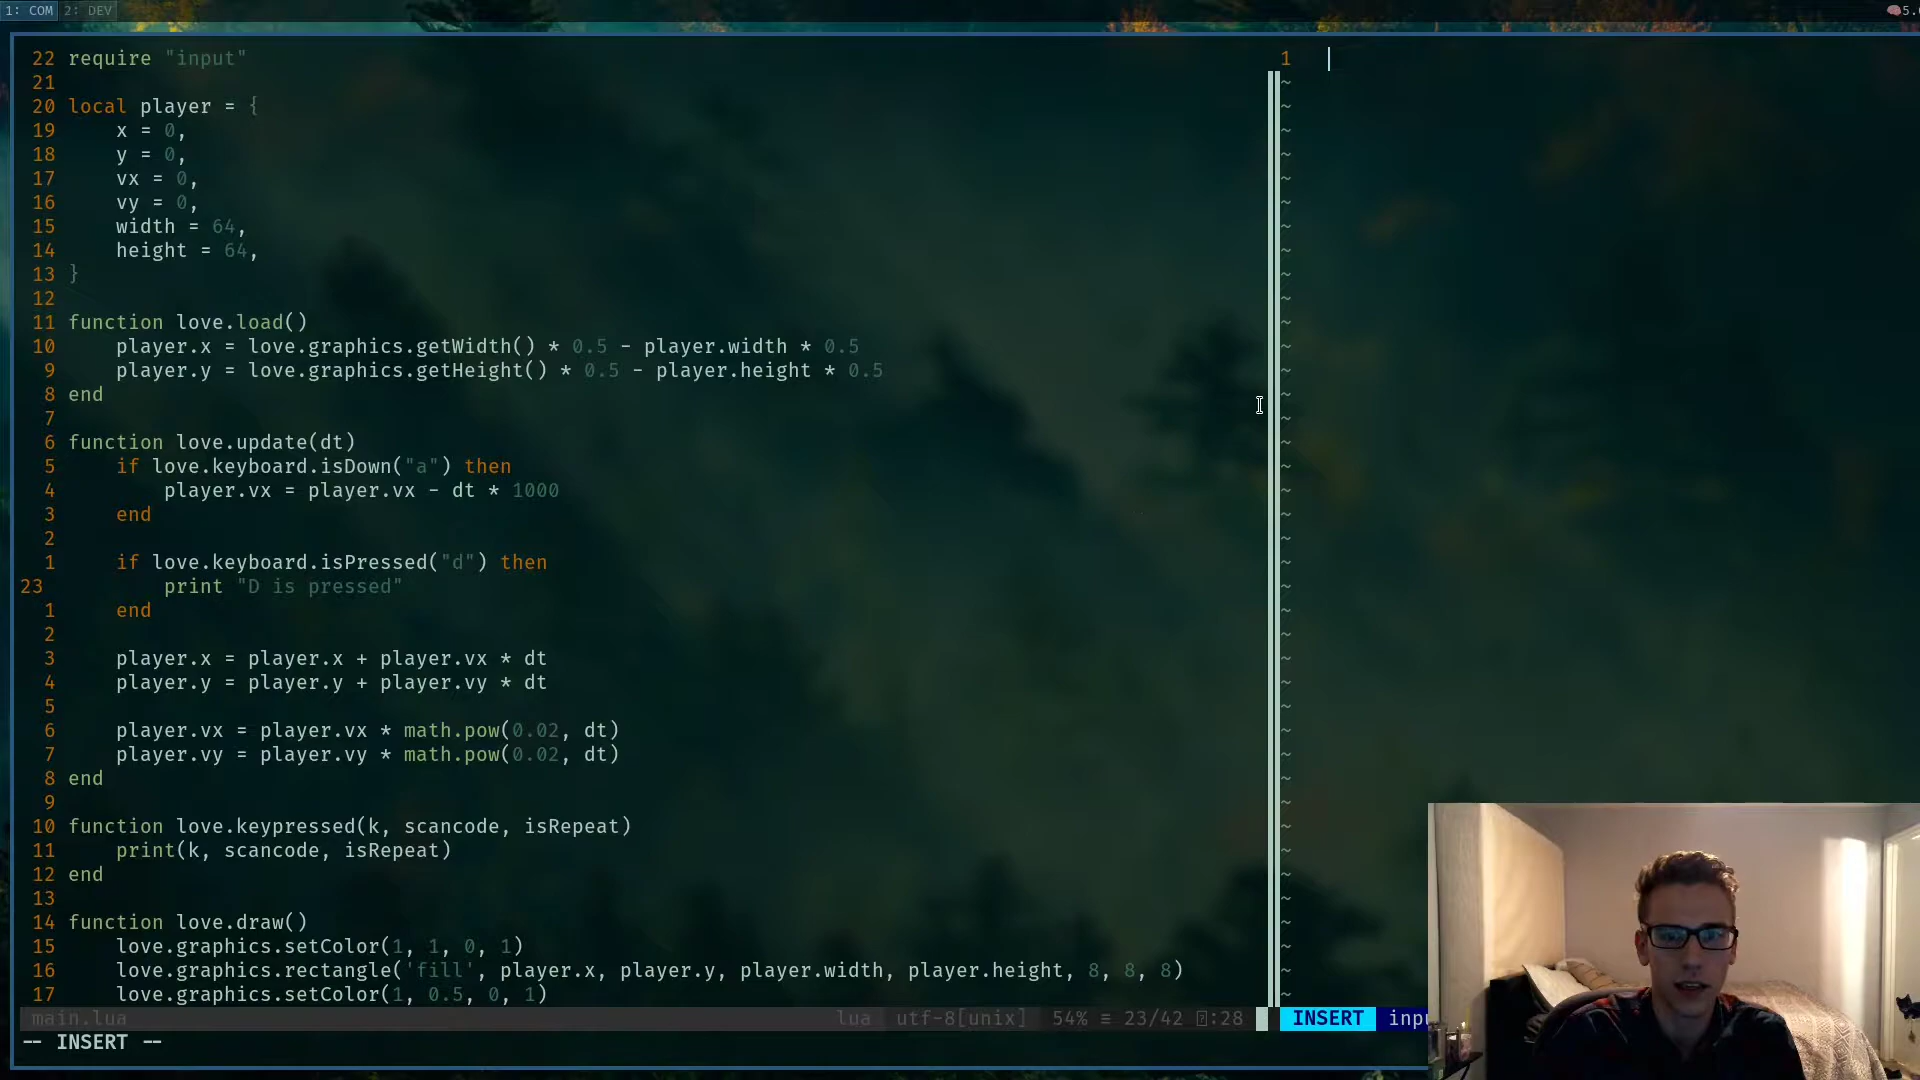 1: COM 2: DEV
5.
22 require "input"
21
20 local player = {
19 x = 0,
18 y = 0,
17 vx = 0,
16 vy = 0,
15 width = 64,
14 height = 64,
13 }
12
11 function love.load()
10 player.x = love.graphics.getWidth() * 0.5 - player.width * 0.5
9 player.y = love.graphics.getHeight() * 0.5 - player.height * 0.5
8 end
7
6 function love.update(dt)
5 if love.keyboard.isDown("a") then
4 player.vx = player.vx - dt * 1000
3 end
2
1 if love.keyboard.isPressed("d") then
23 print "D is pressed"
1 end
2
3 player.x = player.x + player.vx * dt
4 player.y = player.y + player.vy * dt
5
6 player.vx = player.vx * math.pow(0.02, dt)
7 player.vy = player.vy * math.pow(0.02, dt)
8 end
9
10 function love.keypressed(k, scancode, isRepeat)
11 print(k, scancode, isRepeat)
12 end
13
14 function love.draw()
15 love.graphics.setColor(1, 1, 0, 1)
16 love.graphics.rectangle('fill', player.x, player.y, player.width, player.height, 8, 8, 8)
17 love.graphics.setColor(1, 0.5, 0, 1)
main.lua lua utf-8[unix] 54% ≡ 23/42 :28
-- INSERT --
1
INSERT inpu